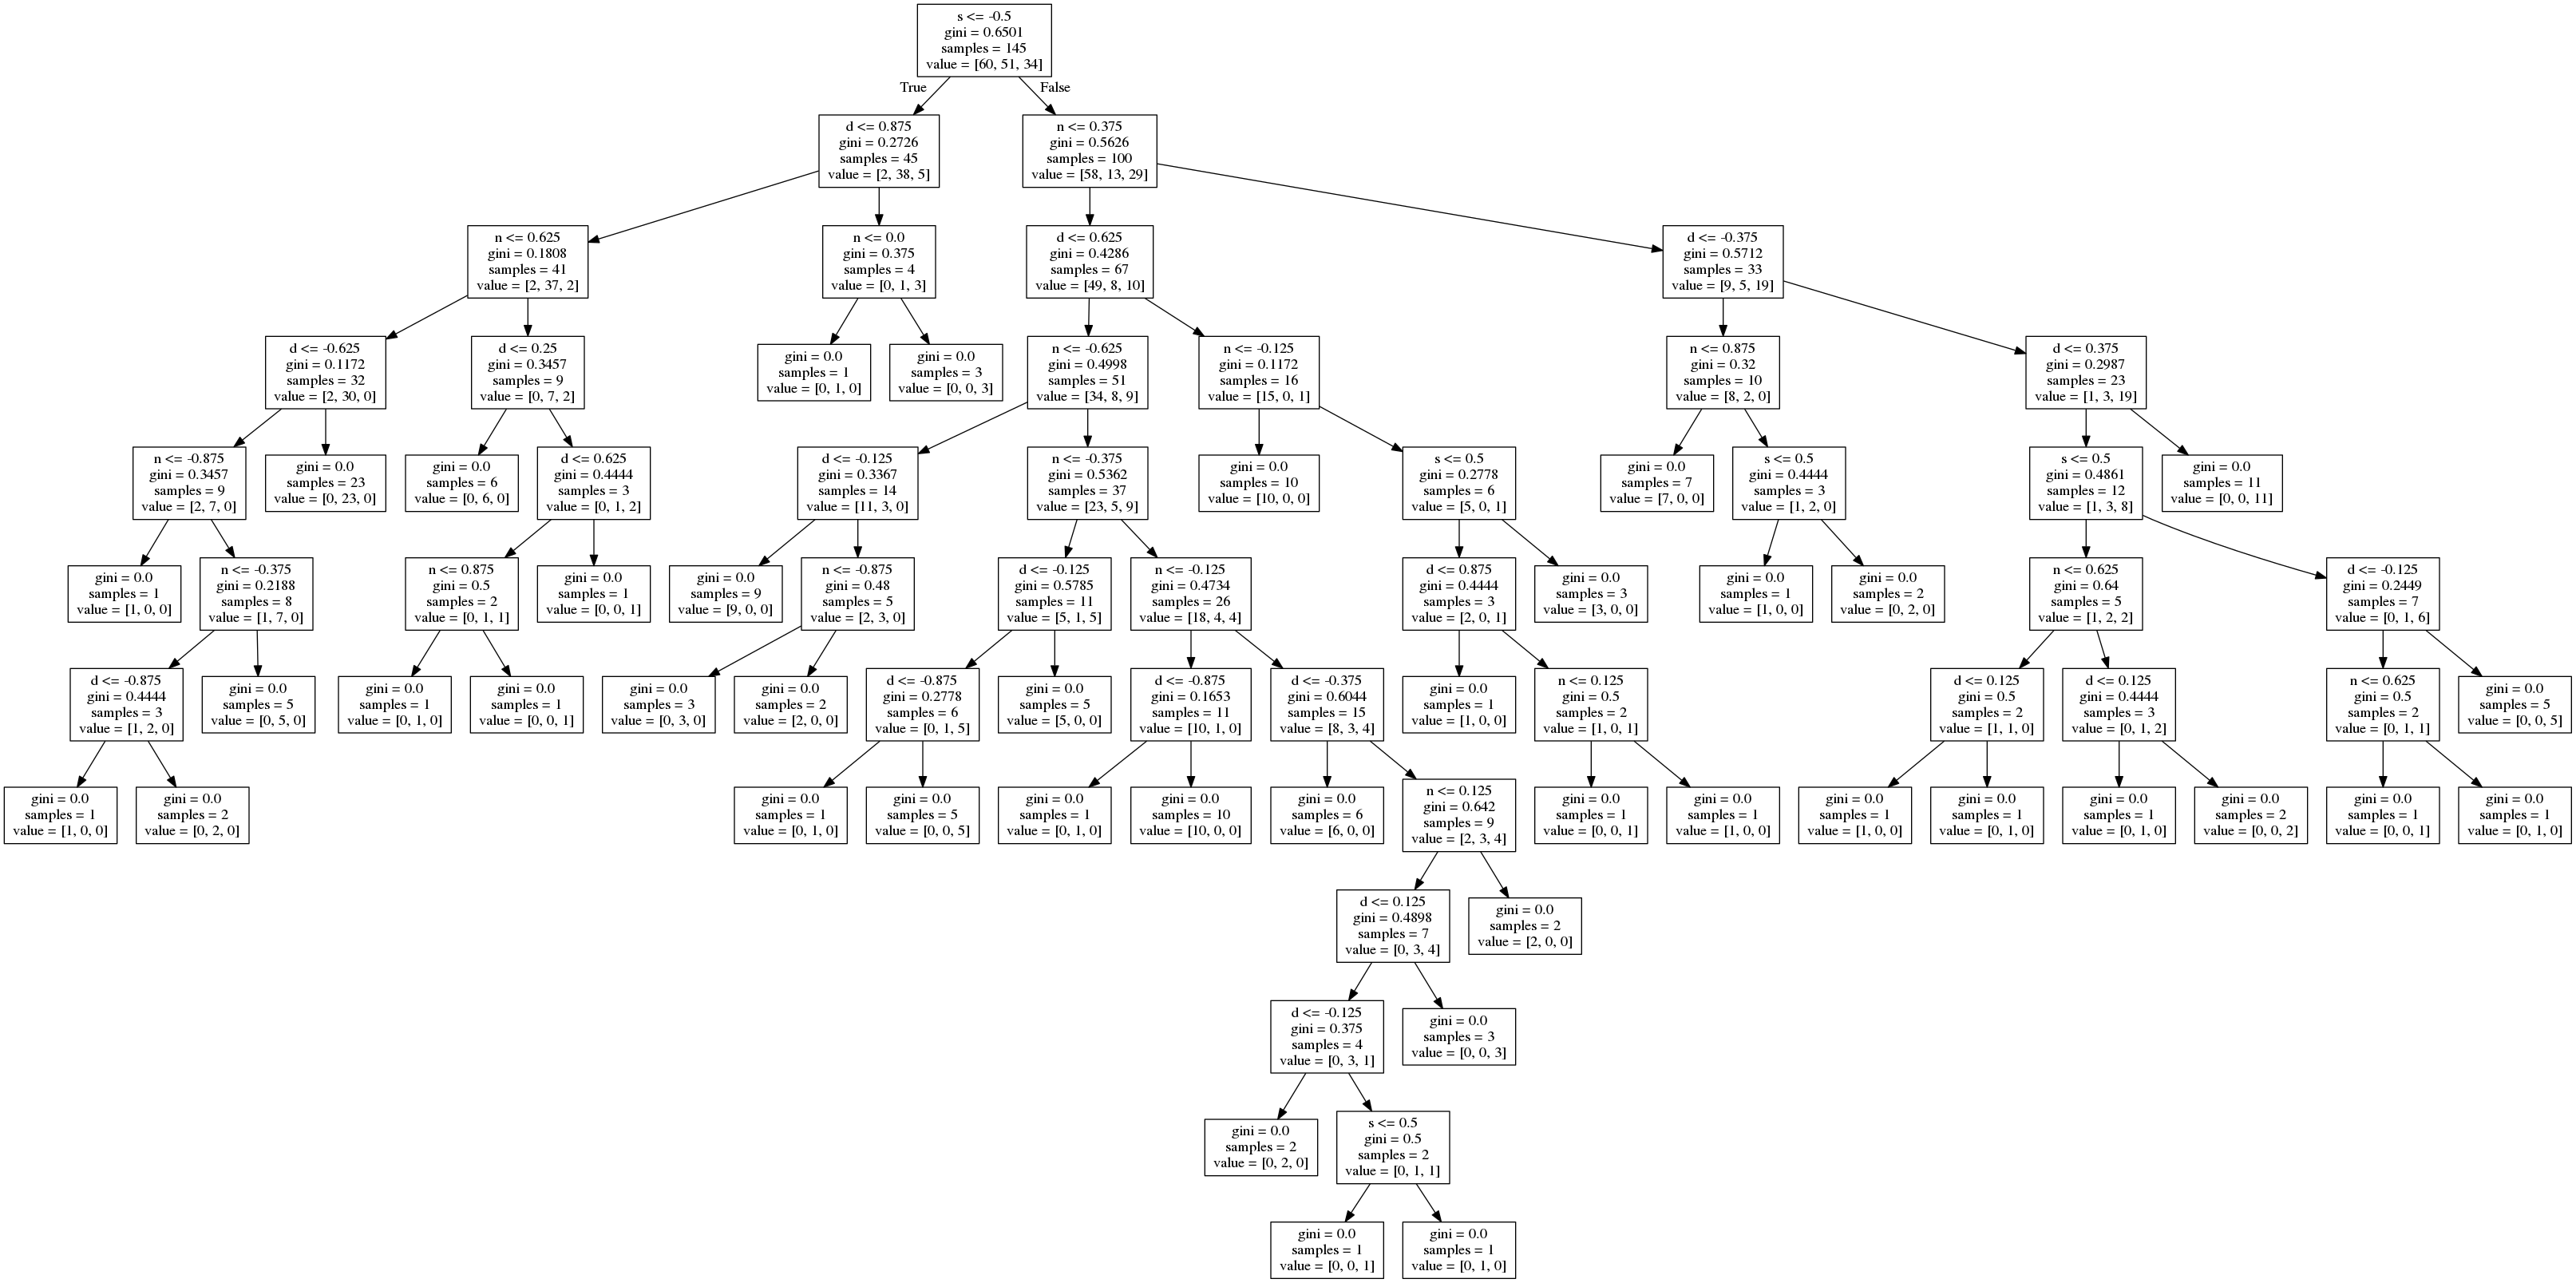 s <= -0.5
gini = 0.6501
samples = 145
value = [60, 51, 34]
True
False
d <= 0.875
gini = 0.2726
samples = 45
value = [2, 38, 5]
n <= 0.375
gini = 0.5626
samples = 100
value = [58, 13, 29]
n <= 0.625
gini = 0.1808
samples = 41
value = [2, 37, 2]
n <= 0.0
gini = 0.375
samples = 4
value = [0, 1, 3]
d <= 0.625
gini = 0.4286
samples = 67
value = [49, 8, 10]
d <= -0.375
gini = 0.5712
samples = 33
value = [9, 5, 19]
d <= -0.625
gini = 0.1172
samples = 32
value = [2, 30, 0]
d <= 0.25
gini = 0.3457
samples = 9
value = [0, 7, 2]
gini = 0.0
samples = 1
value = [0, 1, 0]
gini = 0.0
samples = 3
value = [0, 0, 3]
n <= -0.625
gini = 0.4998
samples = 51
value = [34, 8, 9]
n <= -0.125
gini = 0.1172
samples = 16
value = [15, 0, 1]
n <= 0.875
gini = 0.32
samples = 10
value = [8, 2, 0]
d <= 0.375
gini = 0.2987
samples = 23
value = [1, 3, 19]
n <= -0.875
gini = 0.3457
samples = 9
value = [2, 7, 0]
gini = 0.0
samples = 23
value = [0, 23, 0]
gini = 0.0
samples = 6
value = [0, 6, 0]
d <= 0.625
gini = 0.4444
samples = 3
value = [0, 1, 2]
d <= -0.125
gini = 0.3367
samples = 14
value = [11, 3, 0]
n <= -0.375
gini = 0.5362
samples = 37
value = [23, 5, 9]
gini = 0.0
samples = 10
value = [10, 0, 0]
s <= 0.5
gini = 0.2778
samples = 6
value = [5, 0, 1]
gini = 0.0
samples = 7
value = [7, 0, 0]
s <= 0.5
gini = 0.4444
samples = 3
value = [1, 2, 0]
s <= 0.5
gini = 0.4861
samples = 12
value = [1, 3, 8]
gini = 0.0
samples = 11
value = [0, 0, 11]
gini = 0.0
samples = 1
value = [1, 0, 0]
n <= -0.375
gini = 0.2188
samples = 8
value = [1, 7, 0]
n <= 0.875
gini = 0.5
samples = 2
value = [0, 1, 1]
gini = 0.0
samples = 1
value = [0, 0, 1]
gini = 0.0
samples = 9
value = [9, 0, 0]
n <= -0.875
gini = 0.48
samples = 5
value = [2, 3, 0]
d <= -0.125
gini = 0.5785
samples = 11
value = [5, 1, 5]
n <= -0.125
gini = 0.4734
samples = 26
value = [18, 4, 4]
d <= 0.875
gini = 0.4444
samples = 3
value = [2, 0, 1]
gini = 0.0
samples = 3
value = [3, 0, 0]
gini = 0.0
samples = 1
value = [1, 0, 0]
gini = 0.0
samples = 2
value = [0, 2, 0]
n <= 0.625
gini = 0.64
samples = 5
value = [1, 2, 2]
d <= -0.125
gini = 0.2449
samples = 7
value = [0, 1, 6]
d <= -0.875
gini = 0.4444
samples = 3
value = [1, 2, 0]
gini = 0.0
samples = 5
value = [0, 5, 0]
gini = 0.0
samples = 1
value = [0, 1, 0]
gini = 0.0
samples = 1
value = [0, 0, 1]
gini = 0.0
samples = 3
value = [0, 3, 0]
gini = 0.0
samples = 2
value = [2, 0, 0]
d <= -0.875
gini = 0.2778
samples = 6
value = [0, 1, 5]
gini = 0.0
samples = 5
value = [5, 0, 0]
d <= -0.875
gini = 0.1653
samples = 11
value = [10, 1, 0]
d <= -0.375
gini = 0.6044
samples = 15
value = [8, 3, 4]
gini = 0.0
samples = 1
value = [1, 0, 0]
n <= 0.125
gini = 0.5
samples = 2
value = [1, 0, 1]
d <= 0.125
gini = 0.5
samples = 2
value = [1, 1, 0]
d <= 0.125
gini = 0.4444
samples = 3
value = [0, 1, 2]
n <= 0.625
gini = 0.5
samples = 2
value = [0, 1, 1]
gini = 0.0
samples = 5
value = [0, 0, 5]
gini = 0.0
samples = 1
value = [1, 0, 0]
gini = 0.0
samples = 2
value = [0, 2, 0]
gini = 0.0
samples = 1
value = [0, 1, 0]
gini = 0.0
samples = 5
value = [0, 0, 5]
gini = 0.0
samples = 1
value = [0, 1, 0]
gini = 0.0
samples = 10
value = [10, 0, 0]
gini = 0.0
samples = 6
value = [6, 0, 0]
n <= 0.125
gini = 0.642
samples = 9
value = [2, 3, 4]
gini = 0.0
samples = 1
value = [0, 0, 1]
gini = 0.0
samples = 1
value = [1, 0, 0]
gini = 0.0
samples = 1
value = [1, 0, 0]
gini = 0.0
samples = 1
value = [0, 1, 0]
gini = 0.0
samples = 1
value = [0, 1, 0]
gini = 0.0
samples = 2
value = [0, 0, 2]
gini = 0.0
samples = 1
value = [0, 0, 1]
gini = 0.0
samples = 1
value = [0, 1, 0]
d <= 0.125
gini = 0.4898
samples = 7
value = [0, 3, 4]
gini = 0.0
samples = 2
value = [2, 0, 0]
d <= -0.125
gini = 0.375
samples = 4
value = [0, 3, 1]
gini = 0.0
samples = 3
value = [0, 0, 3]
gini = 0.0
samples = 2
value = [0, 2, 0]
s <= 0.5
gini = 0.5
samples = 2
value = [0, 1, 1]
gini = 0.0
samples = 1
value = [0, 0, 1]
gini = 0.0
samples = 1
value = [0, 1, 0]